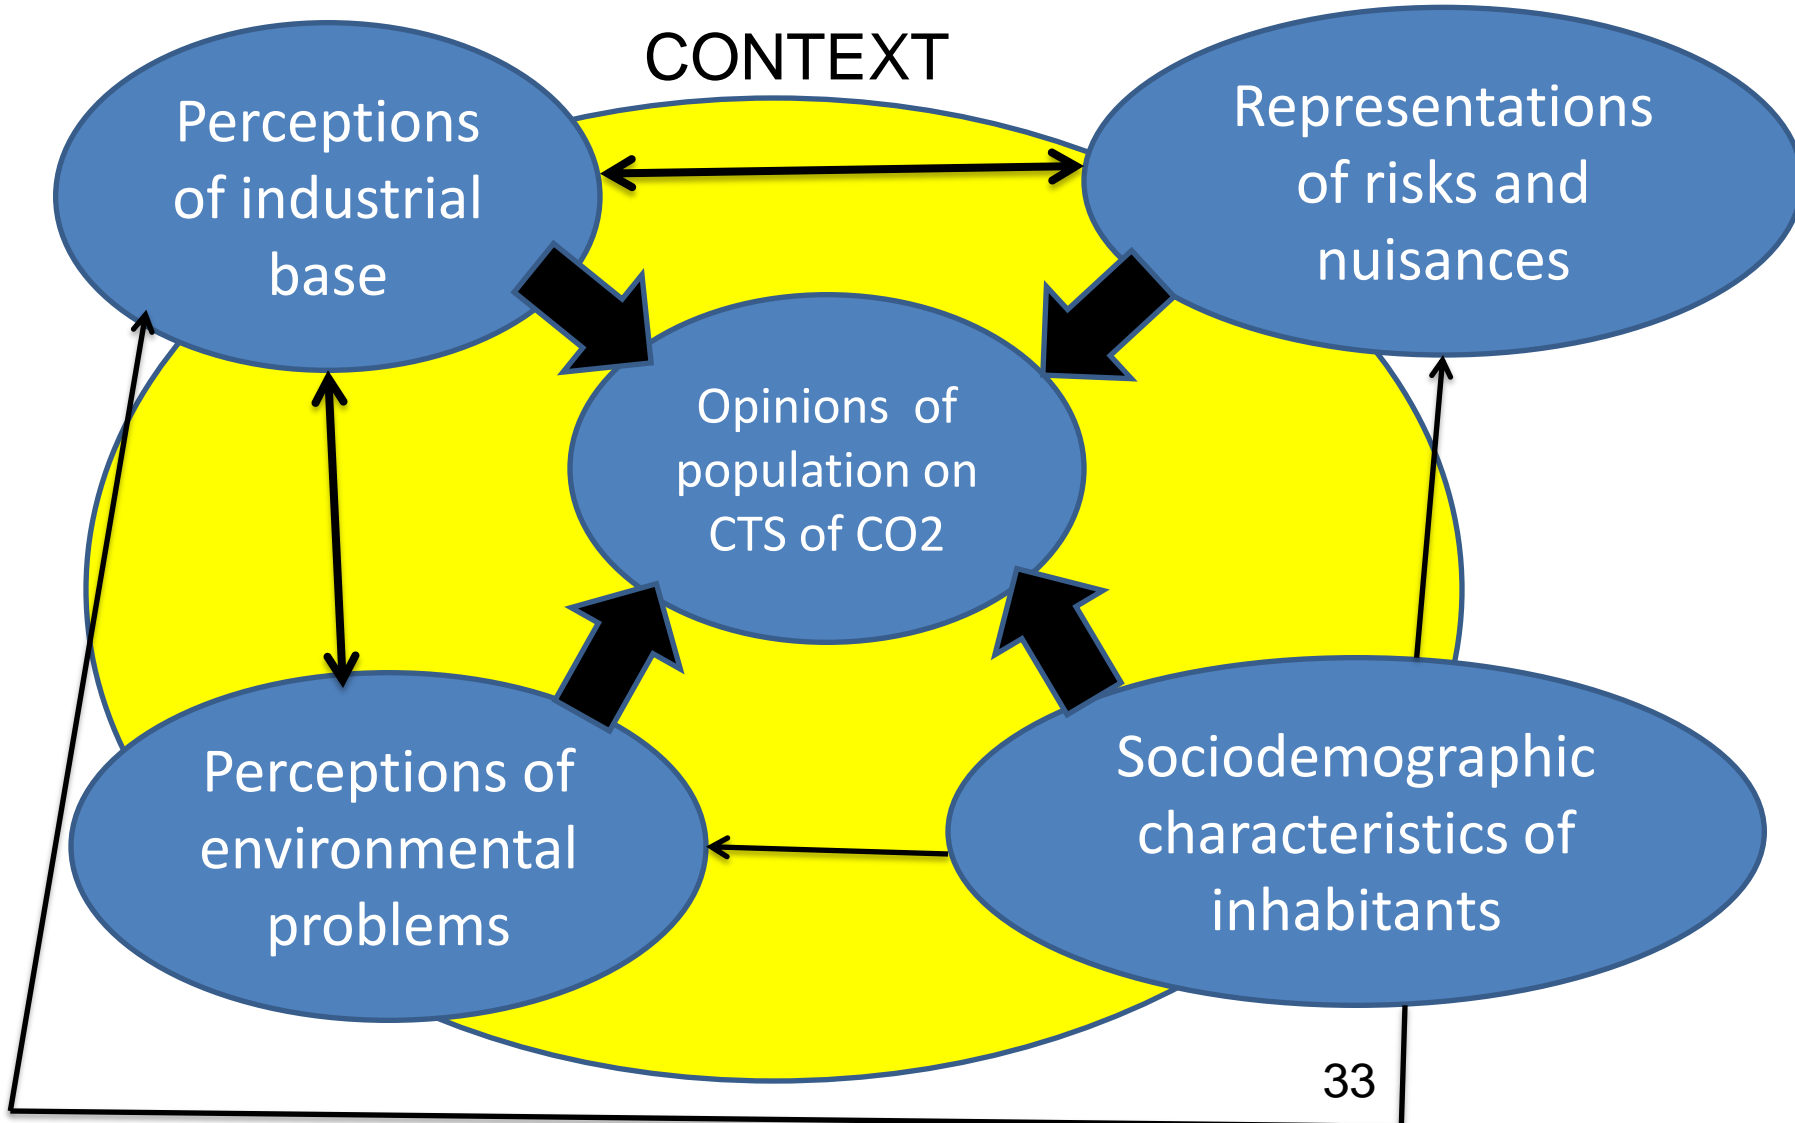 CONTEXT
Perceptions
of industrial
base
Representations
of risks and
nuisances
Opinions of
population on
CTS of CO2
Perceptions of
environmental
problems
Sociodemographic
characteristics of
inhabitants
33